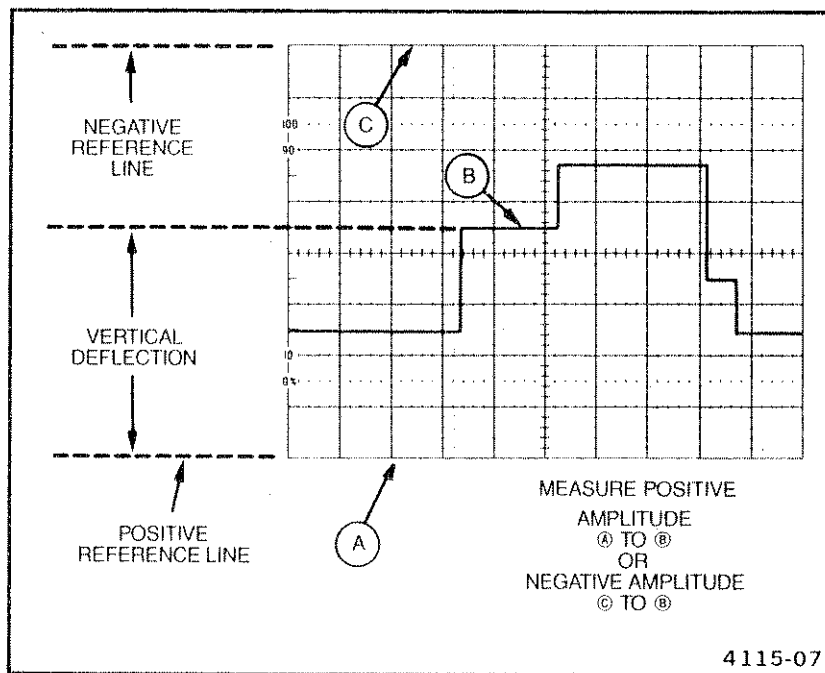 NEGATIVE
REFERENCE
LINE
C
100
90
B
VERTICAL
DEFLECTION
10
0%
POSITIVE
REFERENCE LINE
A
MEASURE POSITIVE
AMPLITUDE
Ⓐ TO Ⓑ
OR
NEGATIVE AMPLITUDE
Ⓒ TO Ⓑ
4115-07